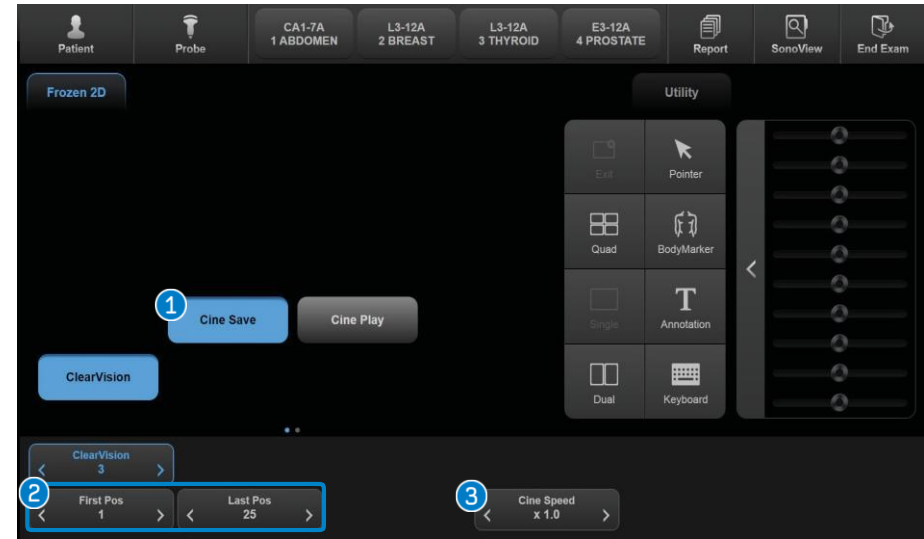 Patient
Probe
CA1-7A
1 ABDOMEN
L3-12A
2 BREAST
L3-12A
3 THYROID
E3-12A
4 PROSTATE
Report
SonoView
End Exam
Frozen 2D
Utility
Exit
Pointer
Quad
BodyMarker
1
Cine Save
Cine Play
Single
T
Annotation
ClearVision
Dual
Keyboard
ClearVision
3
2
First Pos
1
Last Pos
25
3
Cine Speed
x 1.0